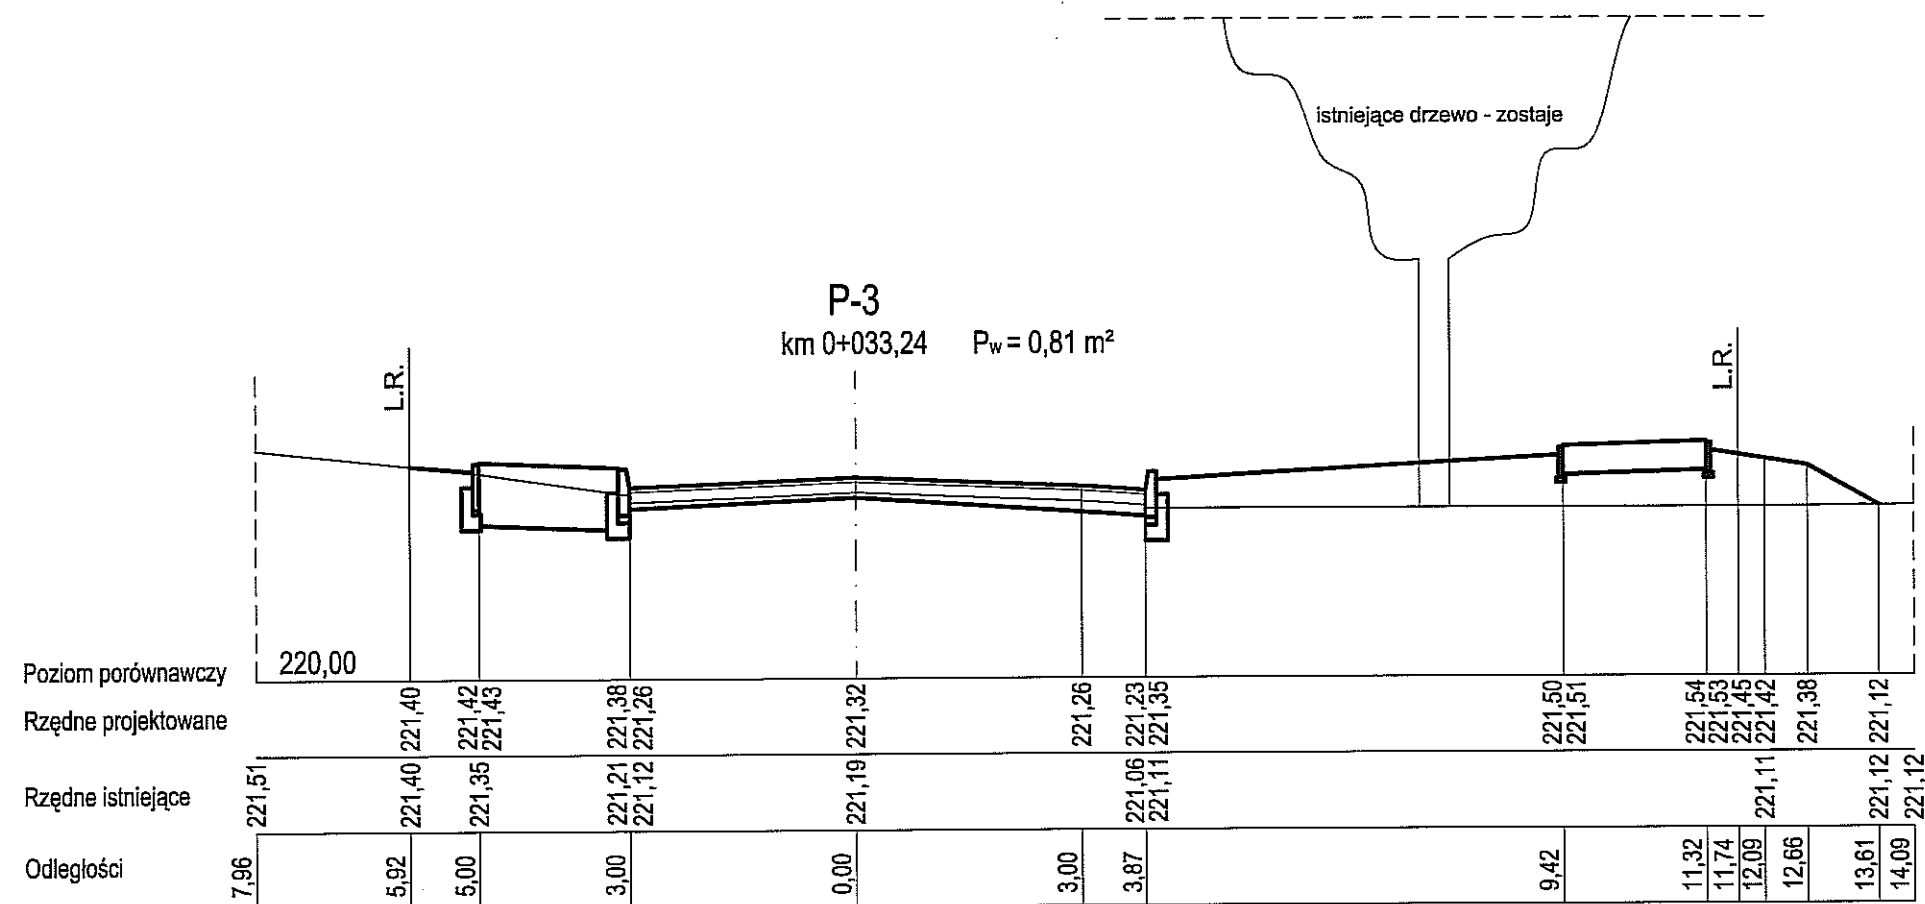 istniejące drzewo - zostaje
P-3
km 0+033,24 Pw = 0,81 m²
L.R.
L.R.
Poziom porównawczy 220,00
Rzędne projektowane 221,40 221,42 221,43 221,38 221,26 221,32 221,26 221,23 221,35 221,50 221,51 221,54 221,53 221,45 221,42 221,38 221,12
Rzędne istniejące 221,51 221,40 221,35 221,21 221,12 221,19 221,06 221,11 221,11 221,12 221,12
Odległości 7,96 5,92 5,00 3,00 0,00 3,00 3,87 9,42 11,32 11,74 12,09 12,66 13,61 14,09